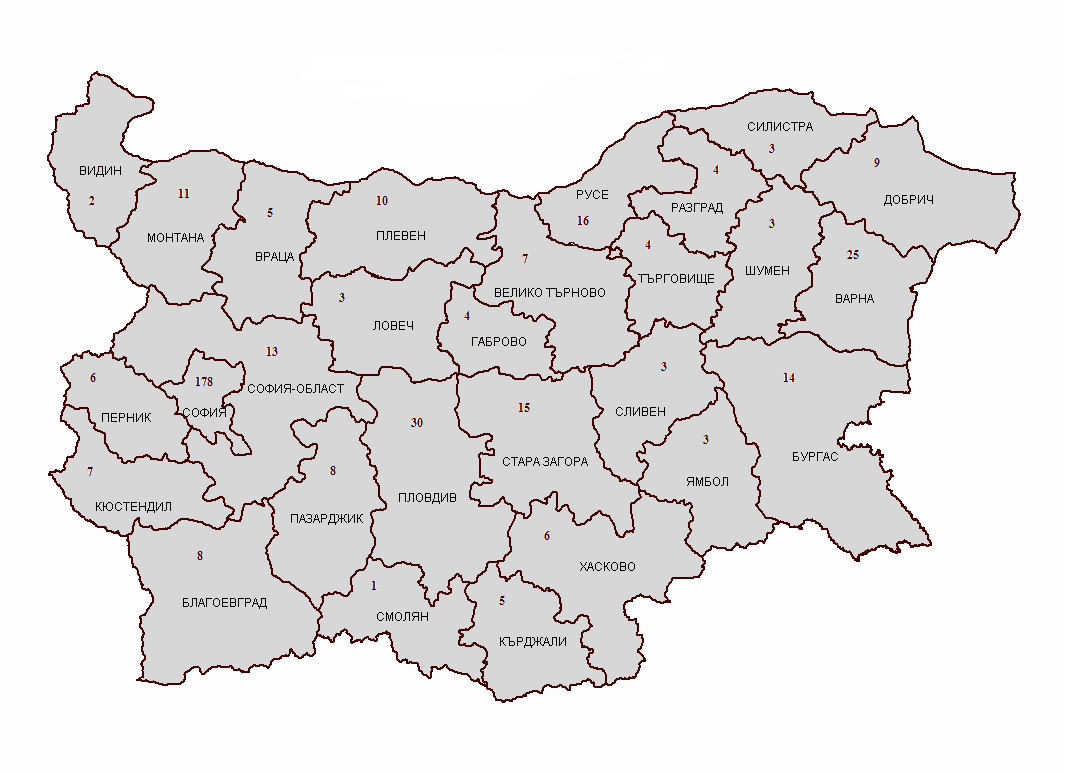 СИЛИСТРА
3
ВИДИН
2
11
МОНТАНА
5
ВРАЦА
10
ПЛЕВЕН
РУСЕ
16
4
РАЗГРАД
9
ДОБРИЧ
3
ШУМЕН
25
ВАРНА
4
ТЪРГОВИЩЕ
7
ВЕЛИКО ТЪРНОВО
3
ЛОВЕЧ
4
ГАБРОВО
13
СОФИЯ-ОБЛАСТ
178
СОФИЯ
6
ПЕРНИК
7
КЮСТЕНДИЛ
30
ПЛОВДИВ
15
СТАРА ЗАГОРА
3
СЛИВЕН
3
ЯМБОЛ
14
БУРГАС
8
ПАЗАРДЖИК
8
БЛАГОЕВГРАД
1
СМОЛЯН
5
КЪРДЖАЛИ
6
ХАСКОВО